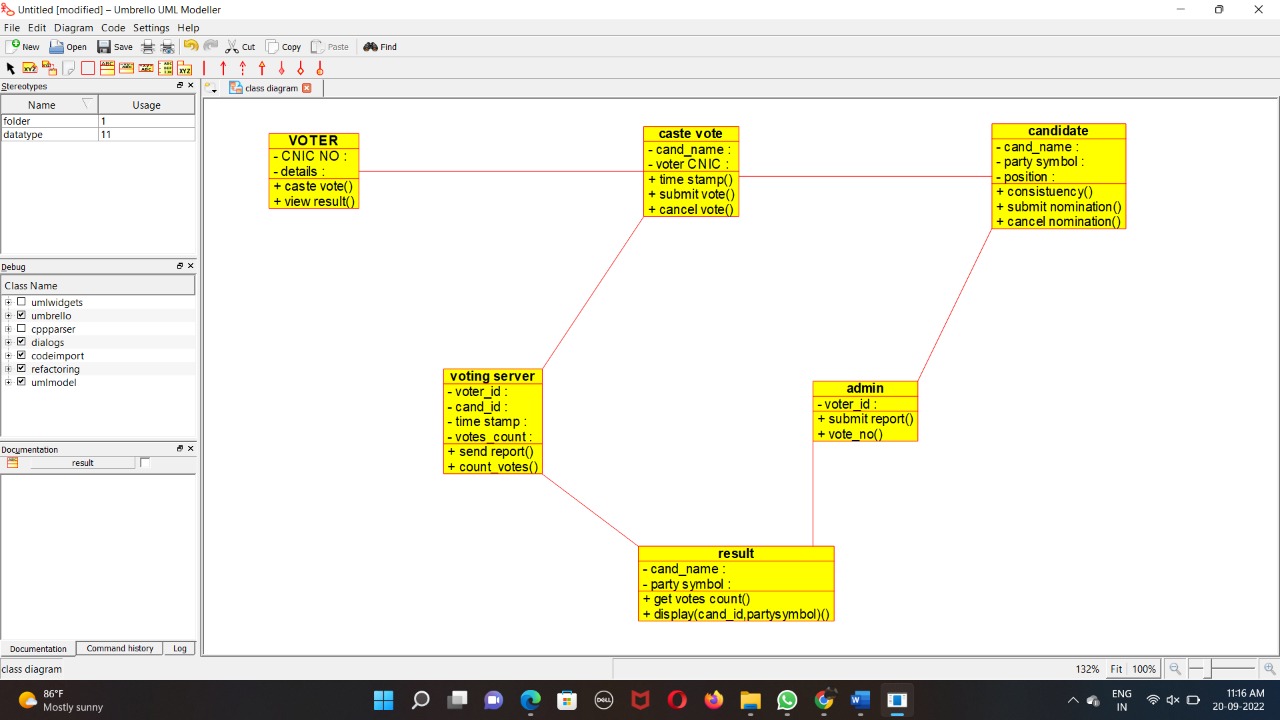 Untitled [modified] – Umbrello UML Modeller
File Edit Diagram Code Settings Help
New Open Save Cut Copy Paste Find
Stereotypes
Name Usage
folder 1
datatype 11
Debug
Class Name
umlwidgets
umbrello
cppparser
dialogs
codeimport
refactoring
umlmodel
Documentation
result
Documentation Command history Log
class diagram
VOTER
- CNIC NO :
- details :
+ caste vote()
+ view result()
caste vote
- cand_name :
- voter CNIC :
+ time stamp()
+ submit vote()
+ cancel vote()
candidate
- cand_name :
- party symbol :
- position :
+ consistuency()
+ submit nomination()
+ cancel nomination()
voting server
- voter_id :
- cand_id :
- time stamp :
- votes_count :
+ send report()
+ count_votes()
admin
- voter_id :
+ submit report()
+ vote_no()
result
- cand_name :
- party symbol :
+ get votes count()
+ display(cand_id,partysymbol)()
class diagram
132% Fit 100%
86°F
Mostly sunny
DELL
ENG
IN
11:16 AM
20-09-2022